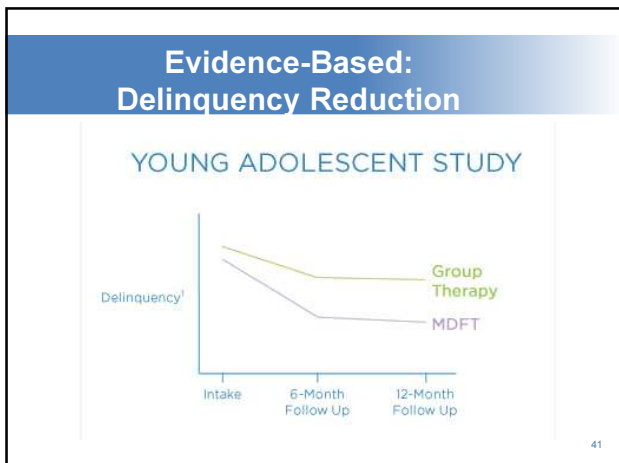 Evidence-Based:
Delinquency Reduction
YOUNG ADOLESCENT STUDY
Delinquency¹
Group
Therapy
MDFT
Intake
6-Month
Follow Up
12-Month
Follow Up
41